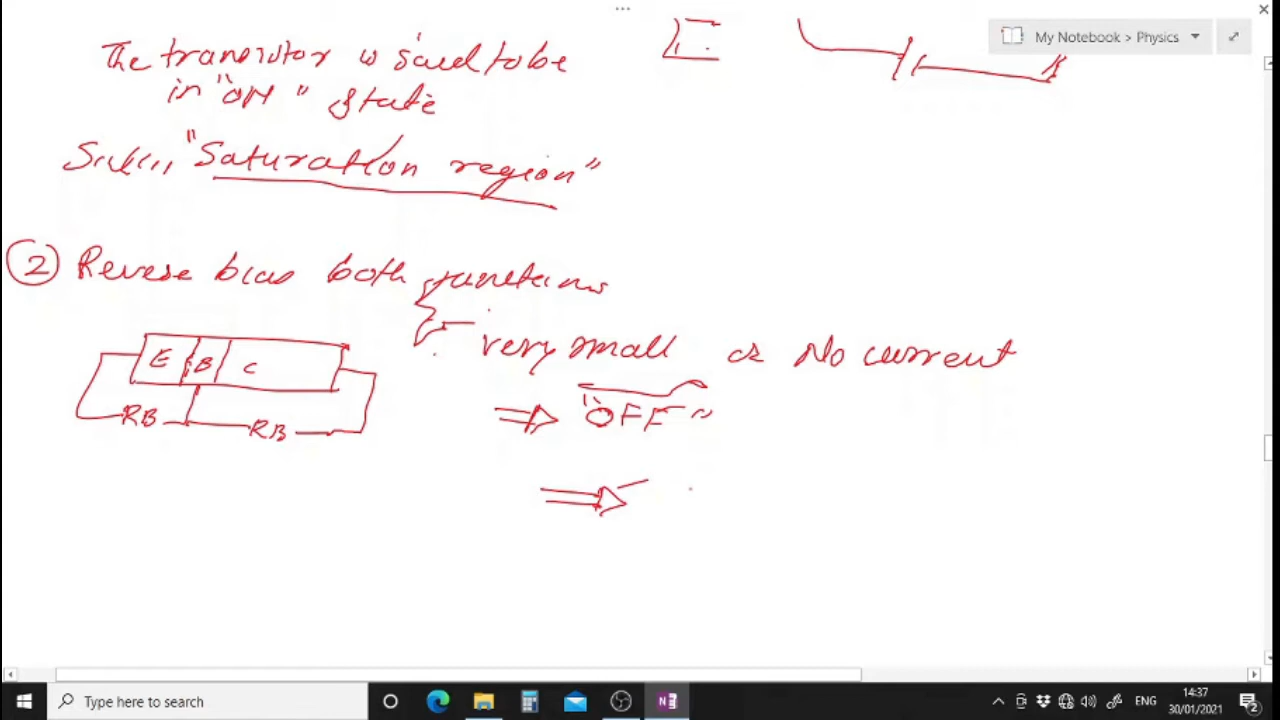 My Notebook > Physics
The transistor is said to be
in "ON" state
"Saturation region"
2 Reverse bias both junctions
very small or No current
E B C
⇒ "OFF"
RB RB
⇒
Type here to search
ENG
14:37
30/01/2021
2